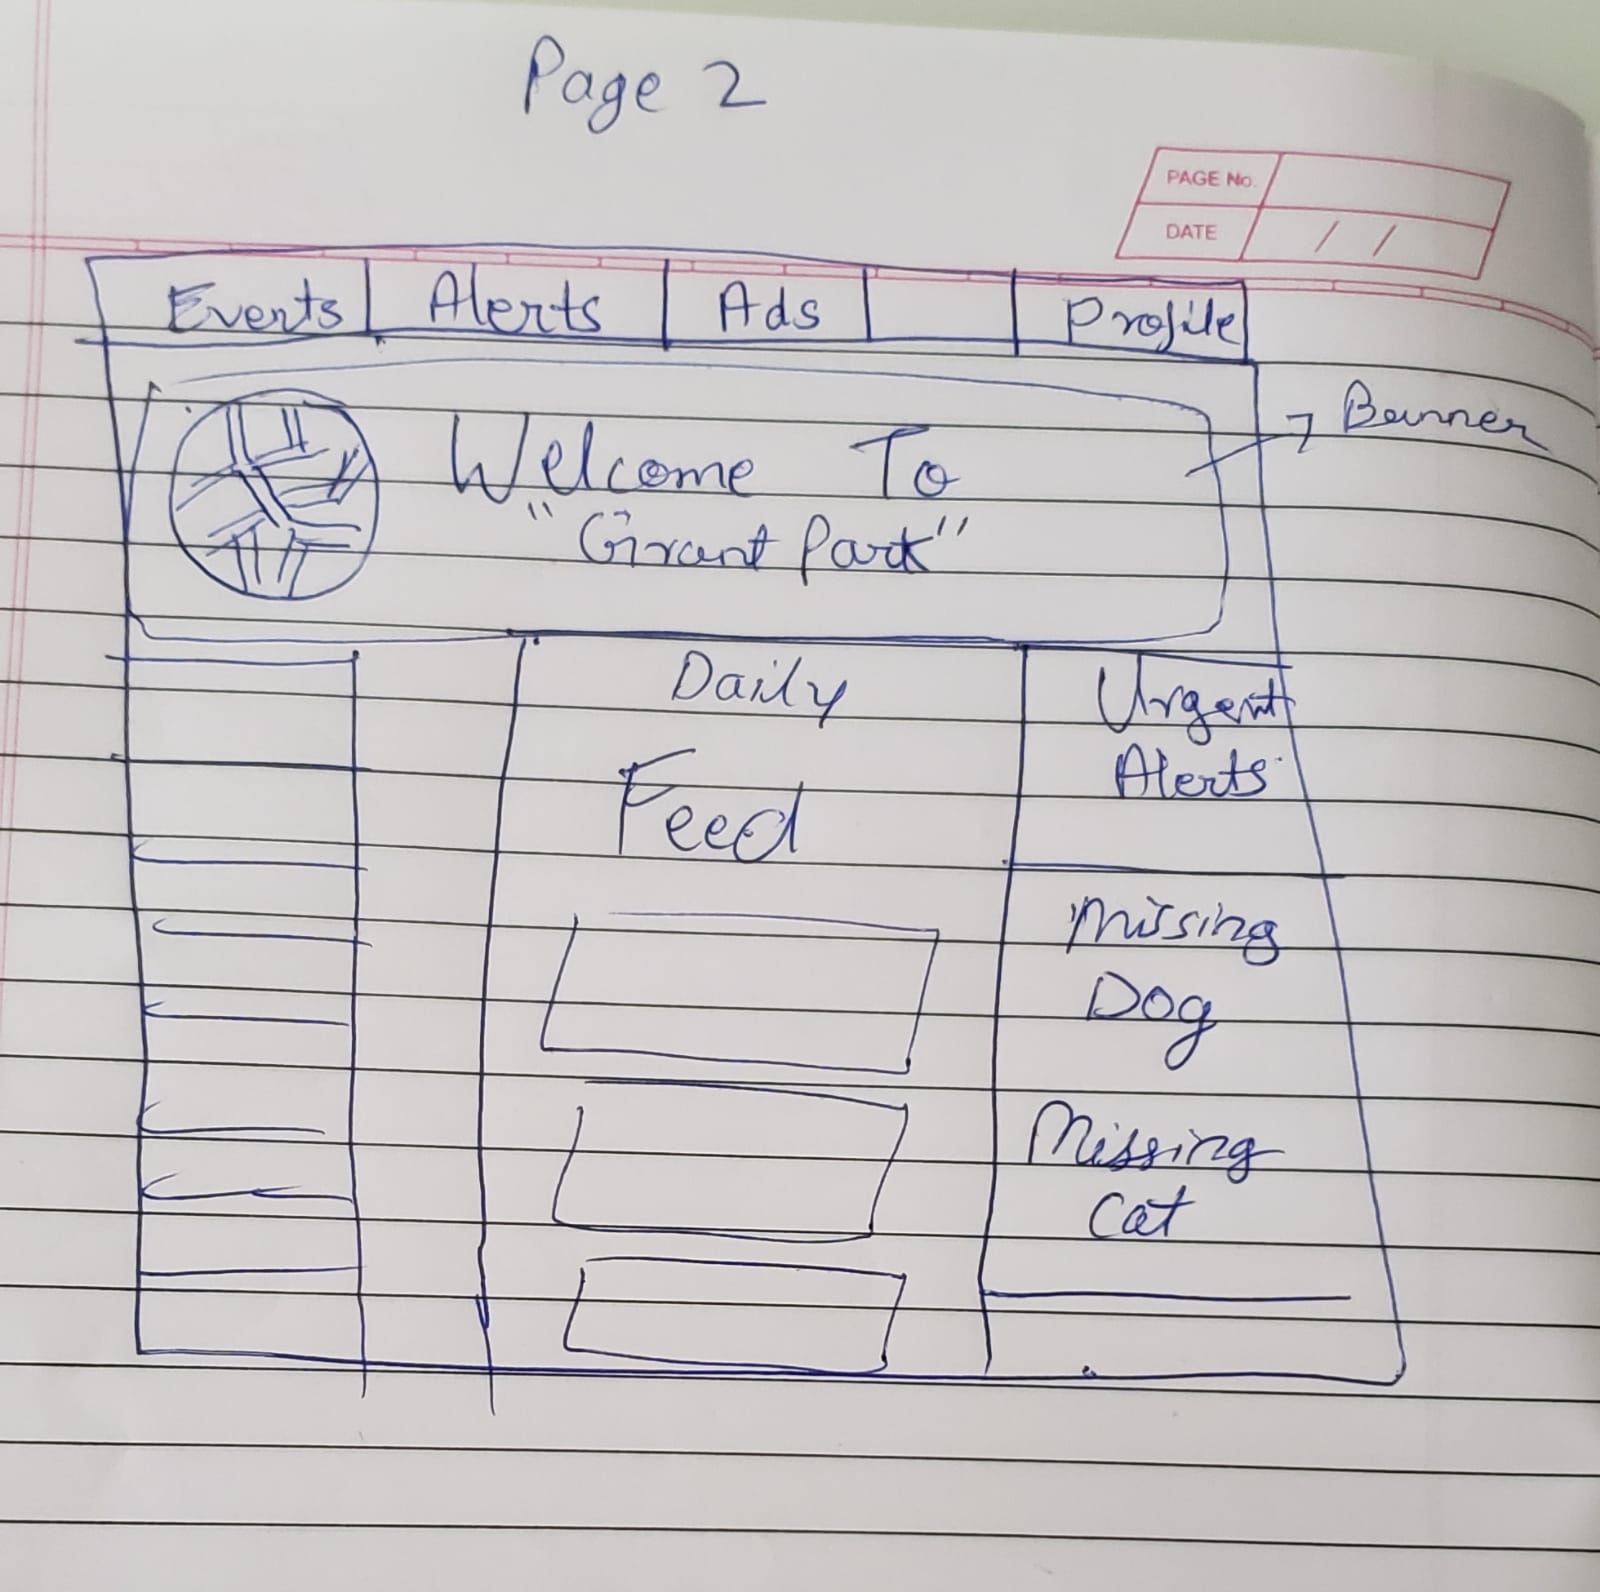 Page 2
PAGE No.
DATE / /
Events Alerts Ads Profile
Banner
Welcome To
"Grant Park"
Daily
Feed
Urgent
Alerts
Missing
Dog
Missing
Cat